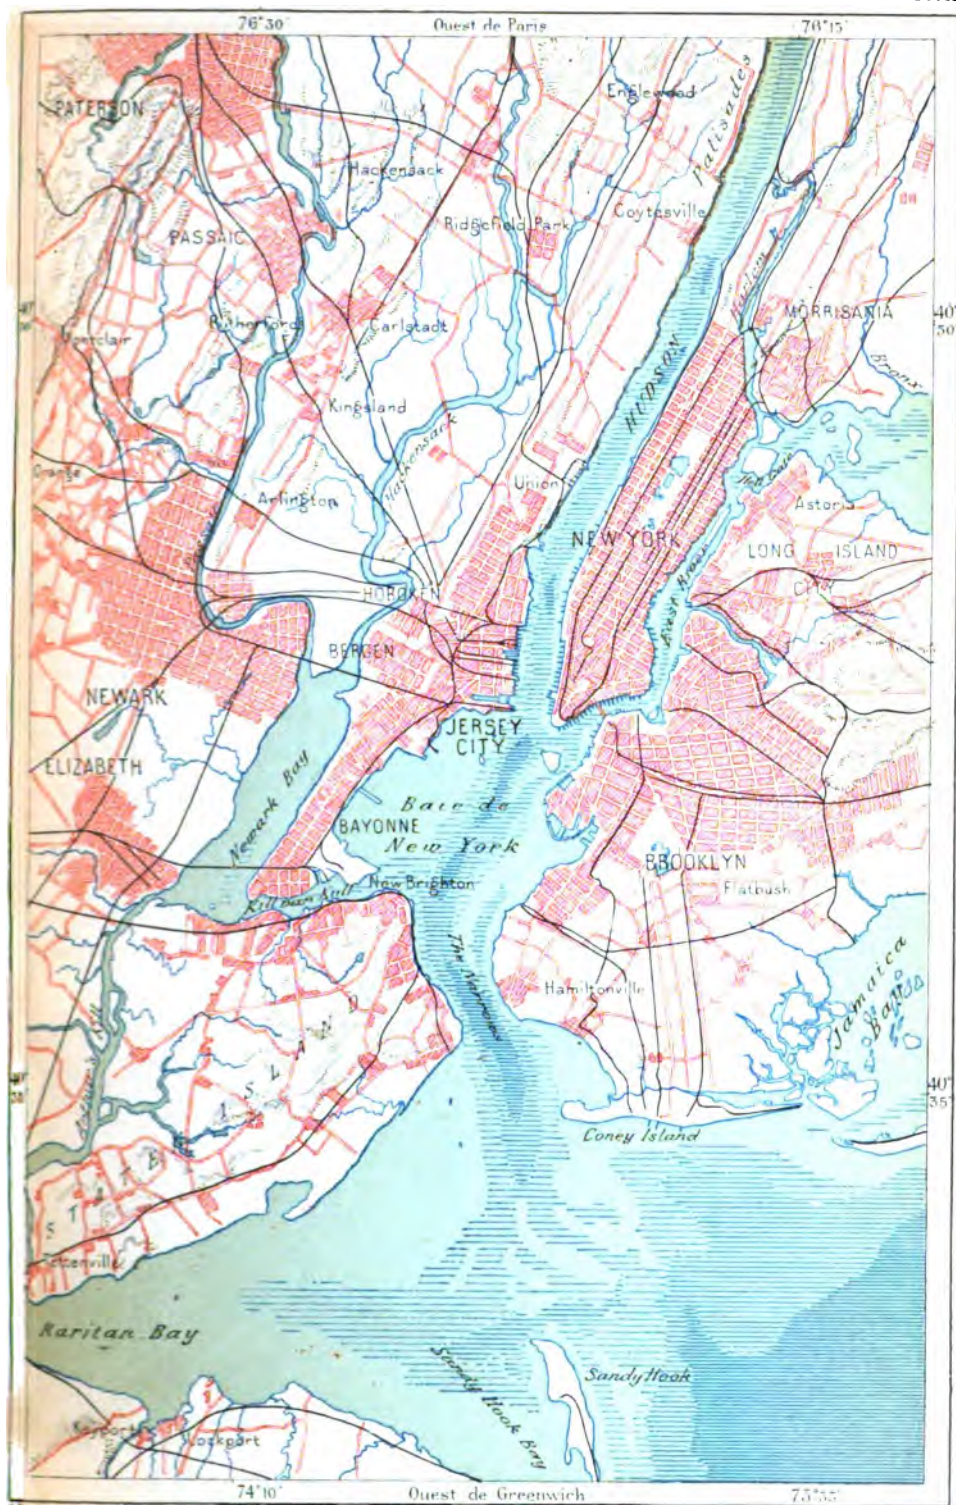 76°30'
Ouest de Paris
76°15'
Englewood
Palisades
PATERSON
Hackensack
Ridgefield Park
Coytesville
PASSAIC
Harlem
Rutherford
Carlstadt
MORRISANIA
40°
50'
Montclair
HUDSON
Bronx
Kingsland
Hackensack
Orange
Union
Hell Gate
Arlington
Astoria
NEW YORK
LONG ISLAND
CITY
East River
HOBOKEN
BERGEN
NEWARK
JERSEY
CITY
ELIZABETH
Newark Bay
Baie de
New York
BAYONNE
BROOKLYN
New Brighton
Flatbush
Kill van Kull
The Narrows
Jamaica
Bay
Hamiltonville
STATE ISLAND
40°
35'
Coney Island
Tottenville
Raritan Bay
Sandy Hook
Sandy Hook Bay
Keyport
74°10'
Ouest de Greenwich
73°55'